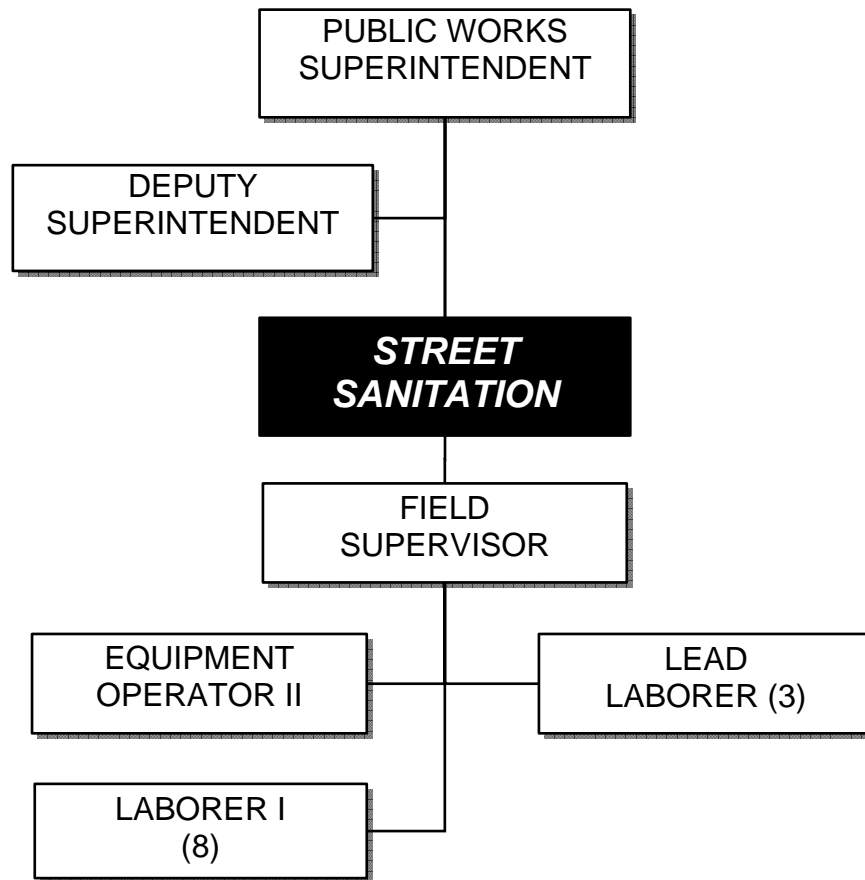 PUBLIC WORKS
SUPERINTENDENT
DEPUTY
SUPERINTENDENT
STREET
SANITATION
FIELD
SUPERVISOR
EQUIPMENT
OPERATOR II
LEAD
LABORER (3)
LABORER I
(8)